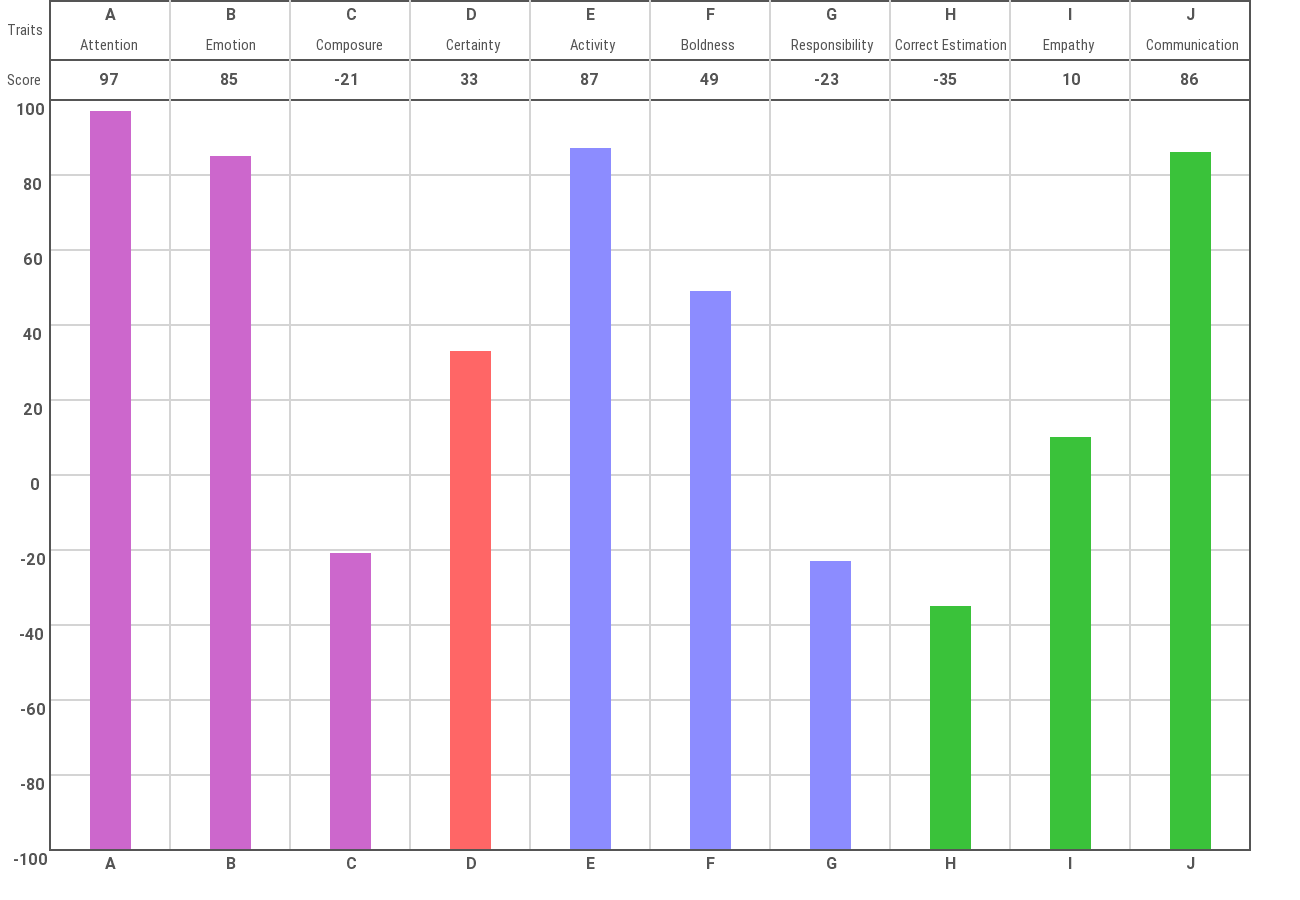 A B C D E F G H I J
Traits
Attention Emotion Composure Certainty Activity Boldness Responsibility Correct Estimation Empathy Communication
Score 97 85 -21 33 87 49 -23 -35 10 86
100
80
60
40
20
0
-20
-40
-60
-80
-100
A B C D E F G H I J